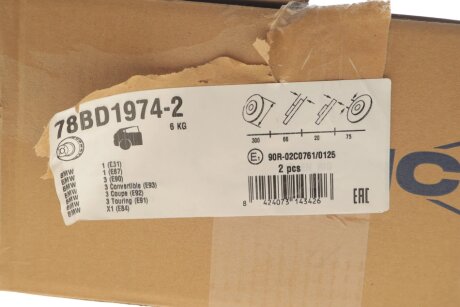 78BD1974-2
6 KG
300 66 20 75
E 90R-02C0761/0125
2 pcs
BMW 1 (E31)
BMW 1 (E87)
BMW 3 (E90)
BMW 3 Convertible (E93)
BMW 3 Coupe (E92)
BMW 3 Touring (E91)
BMW X1 (E84)
8 424073 143426
EAC